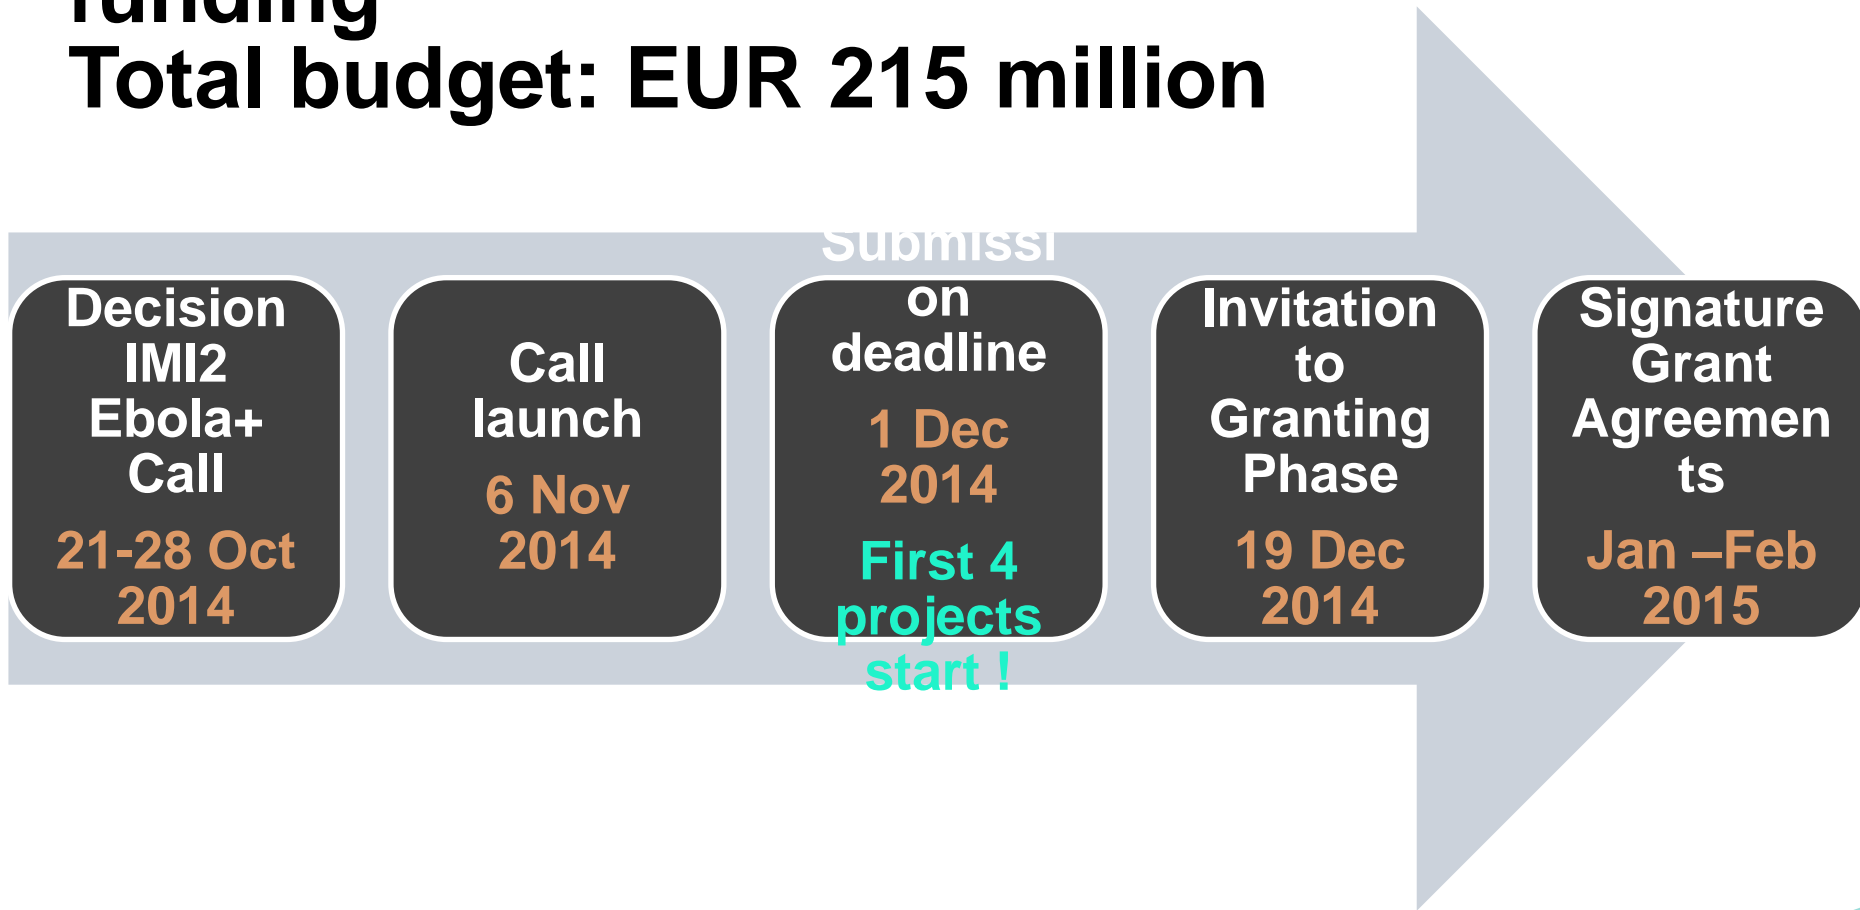 funding
Total budget: EUR 215 million
Decision
IMI2
Ebola+
Call
21-28 Oct
2014
Call
launch
6 Nov
2014
Submissi
on
deadline
1 Dec
2014
First 4
projects
start !
Invitation
to
Granting
Phase
19 Dec
2014
Signature
Grant
Agreemen
ts
Jan –Feb
2015